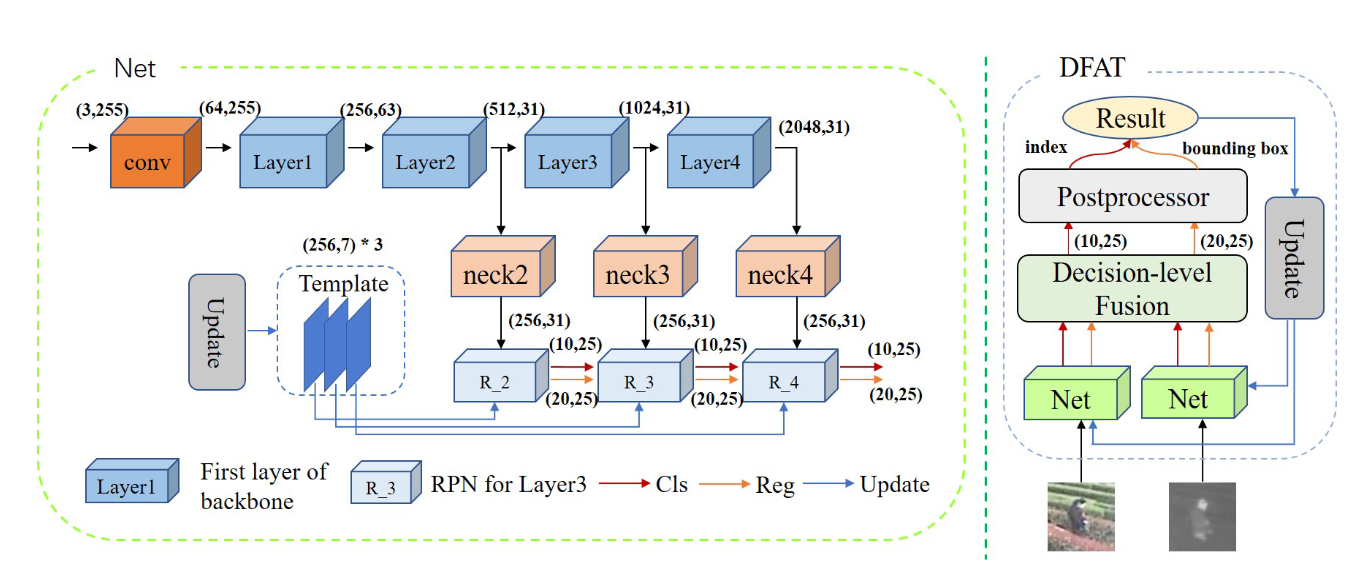 Net
(3,255)
(64,255)
(256,63)
(512,31)
(1024,31)
(2048,31)
conv
Layer1
Layer2
Layer3
Layer4
(256,7) * 3
Template
Update
neck2
neck3
neck4
(256,31)
(256,31)
(256,31)
(10,25)
(10,25)
(10,25)
R_2
R_3
R_4
(20,25)
(20,25)
(20,25)
Layer1
First layer of
backbone
R_3
RPN for Layer3
Cls
Reg
Update
DFAT
Result
index
bounding box
Postprocessor
(10,25)
(20,25)
Decision-level
Fusion
Update
Net
Net